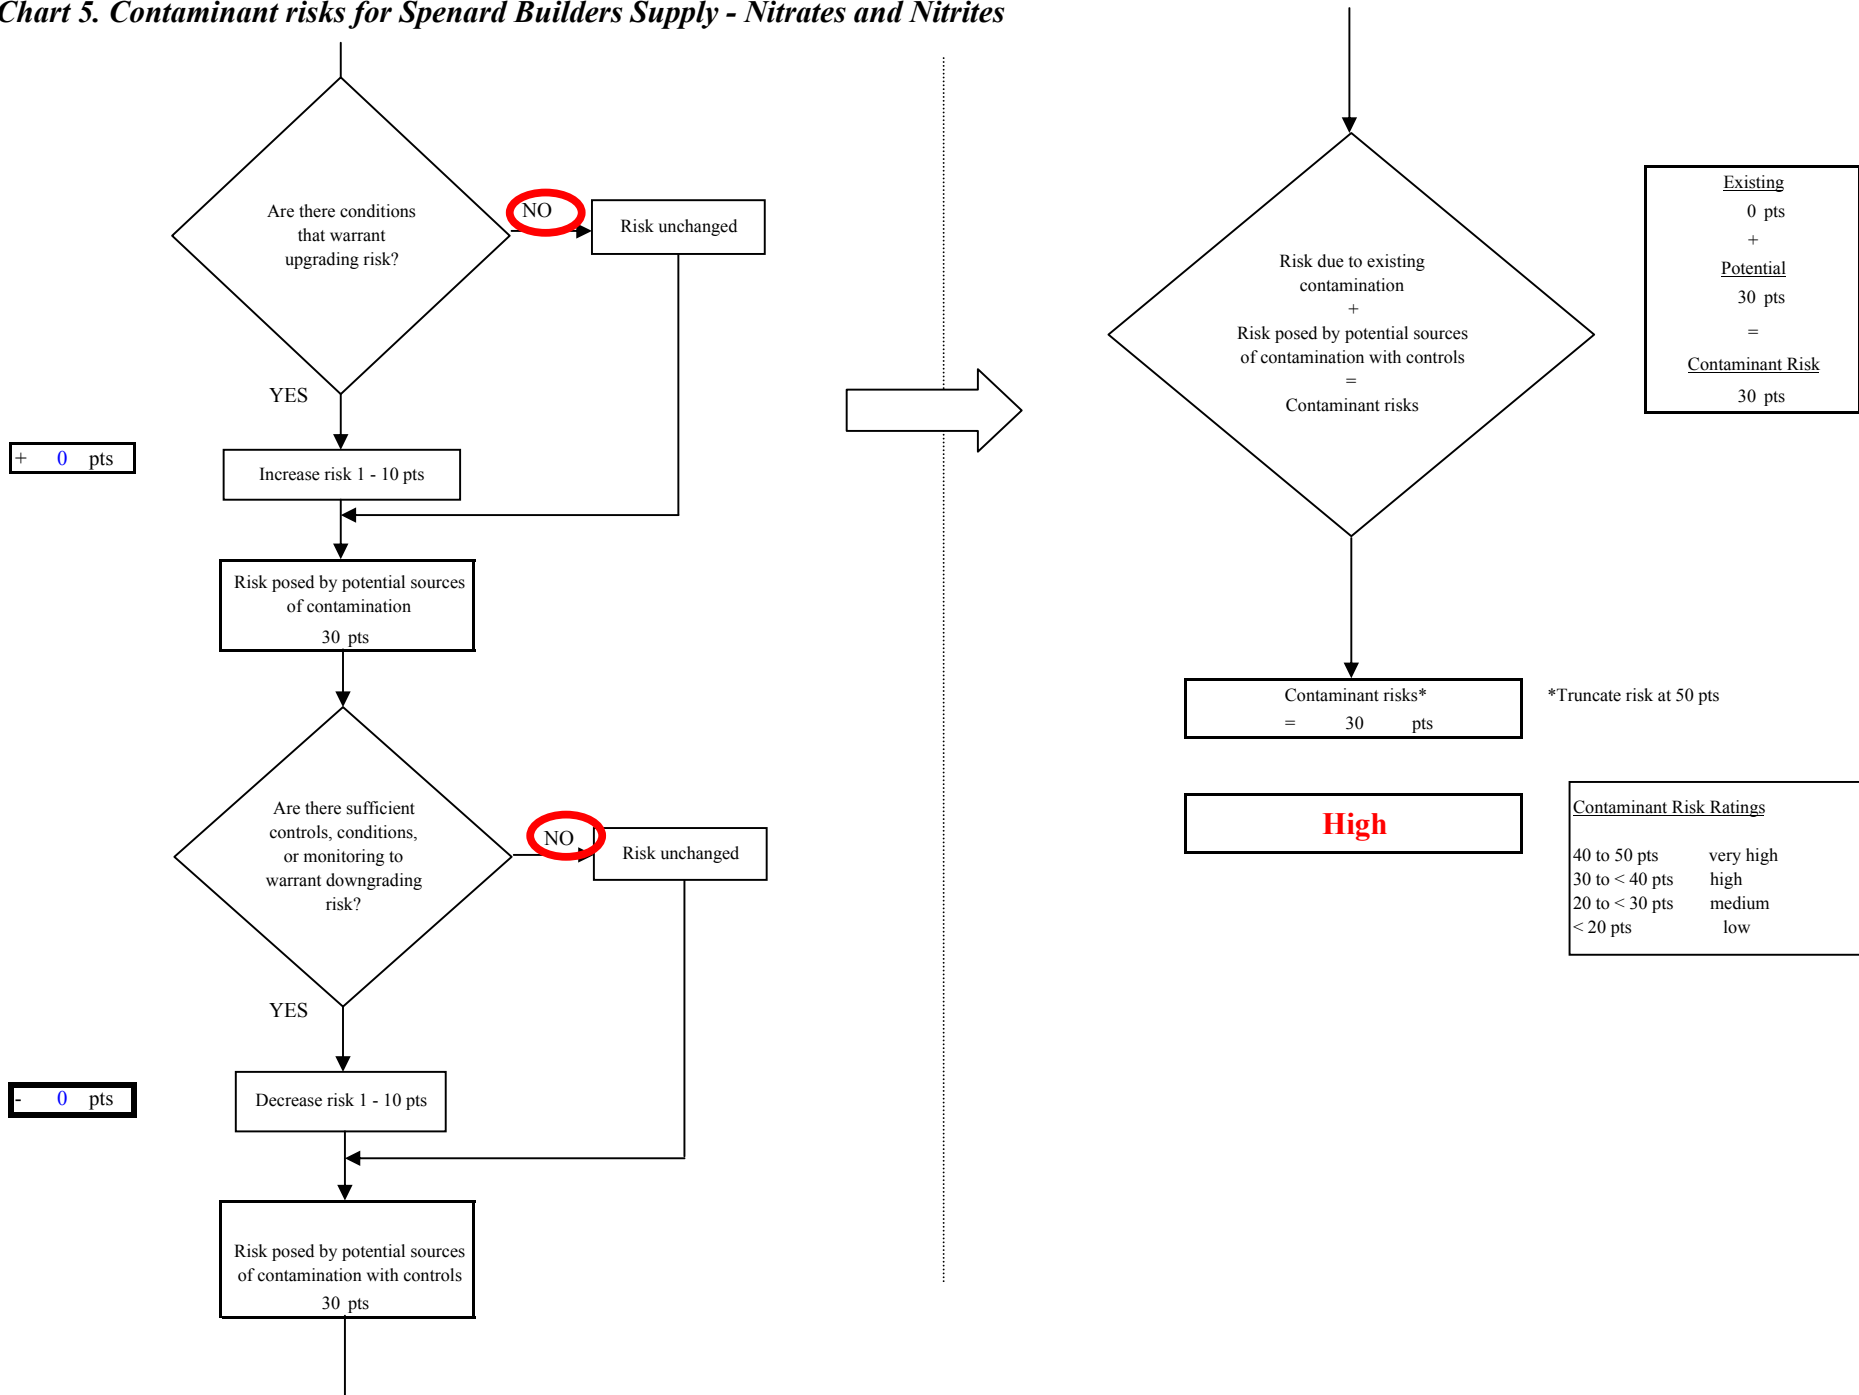 Chart 5. Contaminant risks for Spenard Builders Supply - Nitrates and Nitrites
Are there conditions
that warrant
upgrading risk?
NO
Risk unchanged
YES
+ 0 pts
Increase risk 1 - 10 pts
Risk posed by potential sources
of contamination
30 pts
Are there sufficient
controls, conditions,
or monitoring to
warrant downgrading
risk?
NO
Risk unchanged
YES
- 0 pts
Decrease risk 1 - 10 pts
Risk posed by potential sources
of contamination with controls
30 pts
Risk due to existing
contamination
+
Risk posed by potential sources
of contamination with controls
=
Contaminant risks
Existing
0 pts
+
Potential
30 pts
=
Contaminant Risk
30 pts
Contaminant risks*
= 30 pts
*Truncate risk at 50 pts
High
Contaminant Risk Ratings
40 to 50 pts very high
30 to < 40 pts high
20 to < 30 pts medium
< 20 pts low